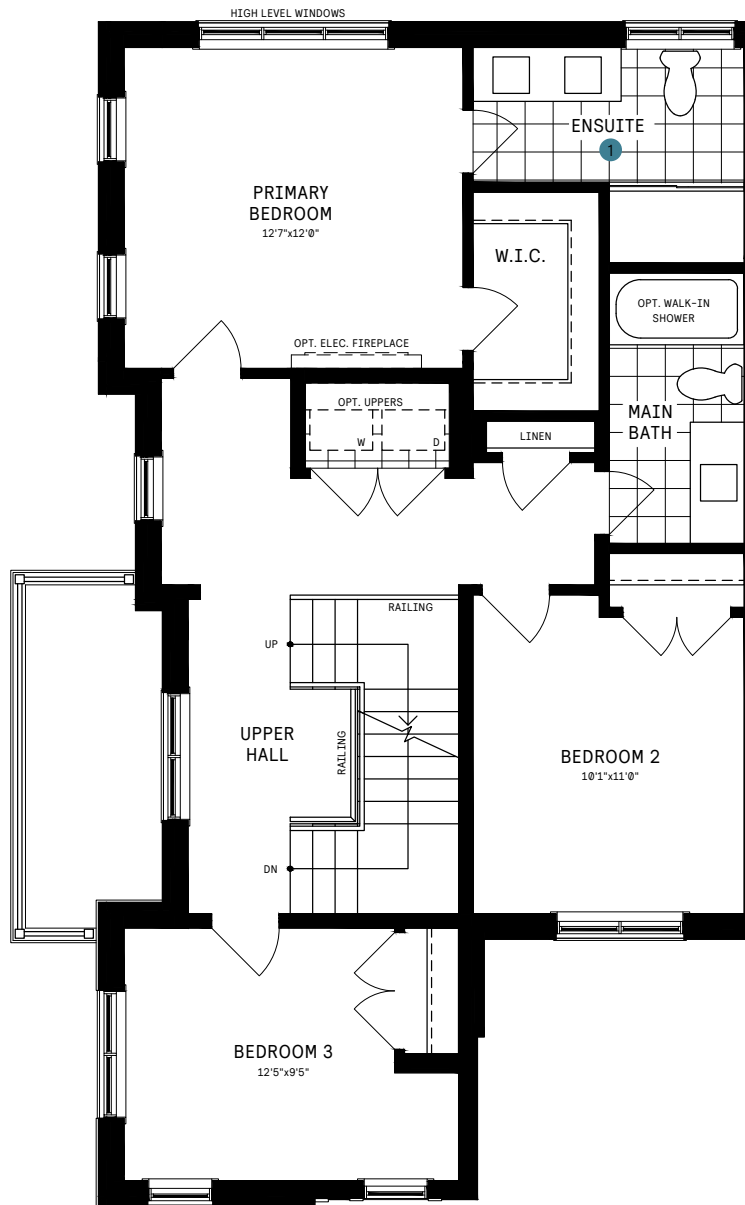 HIGH LEVEL WINDOWS
ENSUITE
1
PRIMARY
BEDROOM
12'7"x12'0"
W.I.C.
OPT. WALK-IN
SHOWER
OPT. ELEC. FIREPLACE
OPT. UPPERS
W
D
MAIN
BATH
LINEN
RAILING
UP
UPPER
HALL
RAILING
BEDROOM 2
10'1"x11'0"
DN
BEDROOM 3
12'5"x9'5"